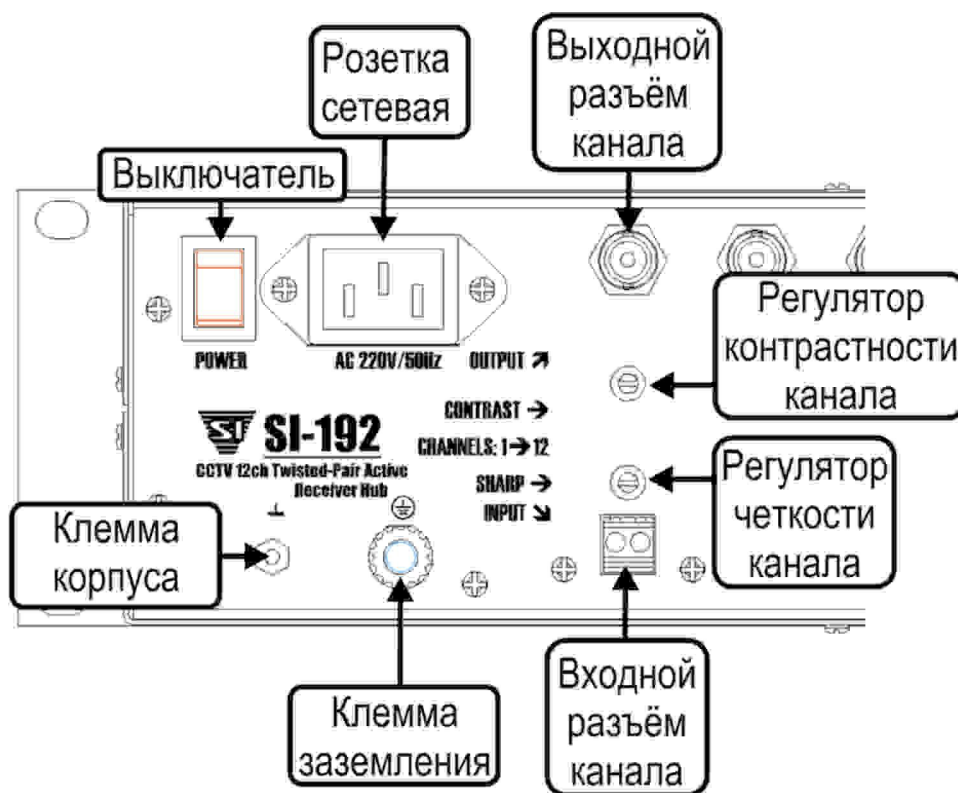 Розетка
сетевая
Выходной
разъём
канала
Выключатель
Регулятор
контрастности
канала
POWER
AC 220V/50Hz
OUTPUT ↗
CONTRAST →
SI
SI-192
CHANNELS: 1→12
CCTV 12ch Twisted-Pair Active
Receiver Hub
SHARP →
INPUT ↘
Регулятор
четкости
канала
Клемма
корпуса
Клемма
заземления
Входной
разъём
канала